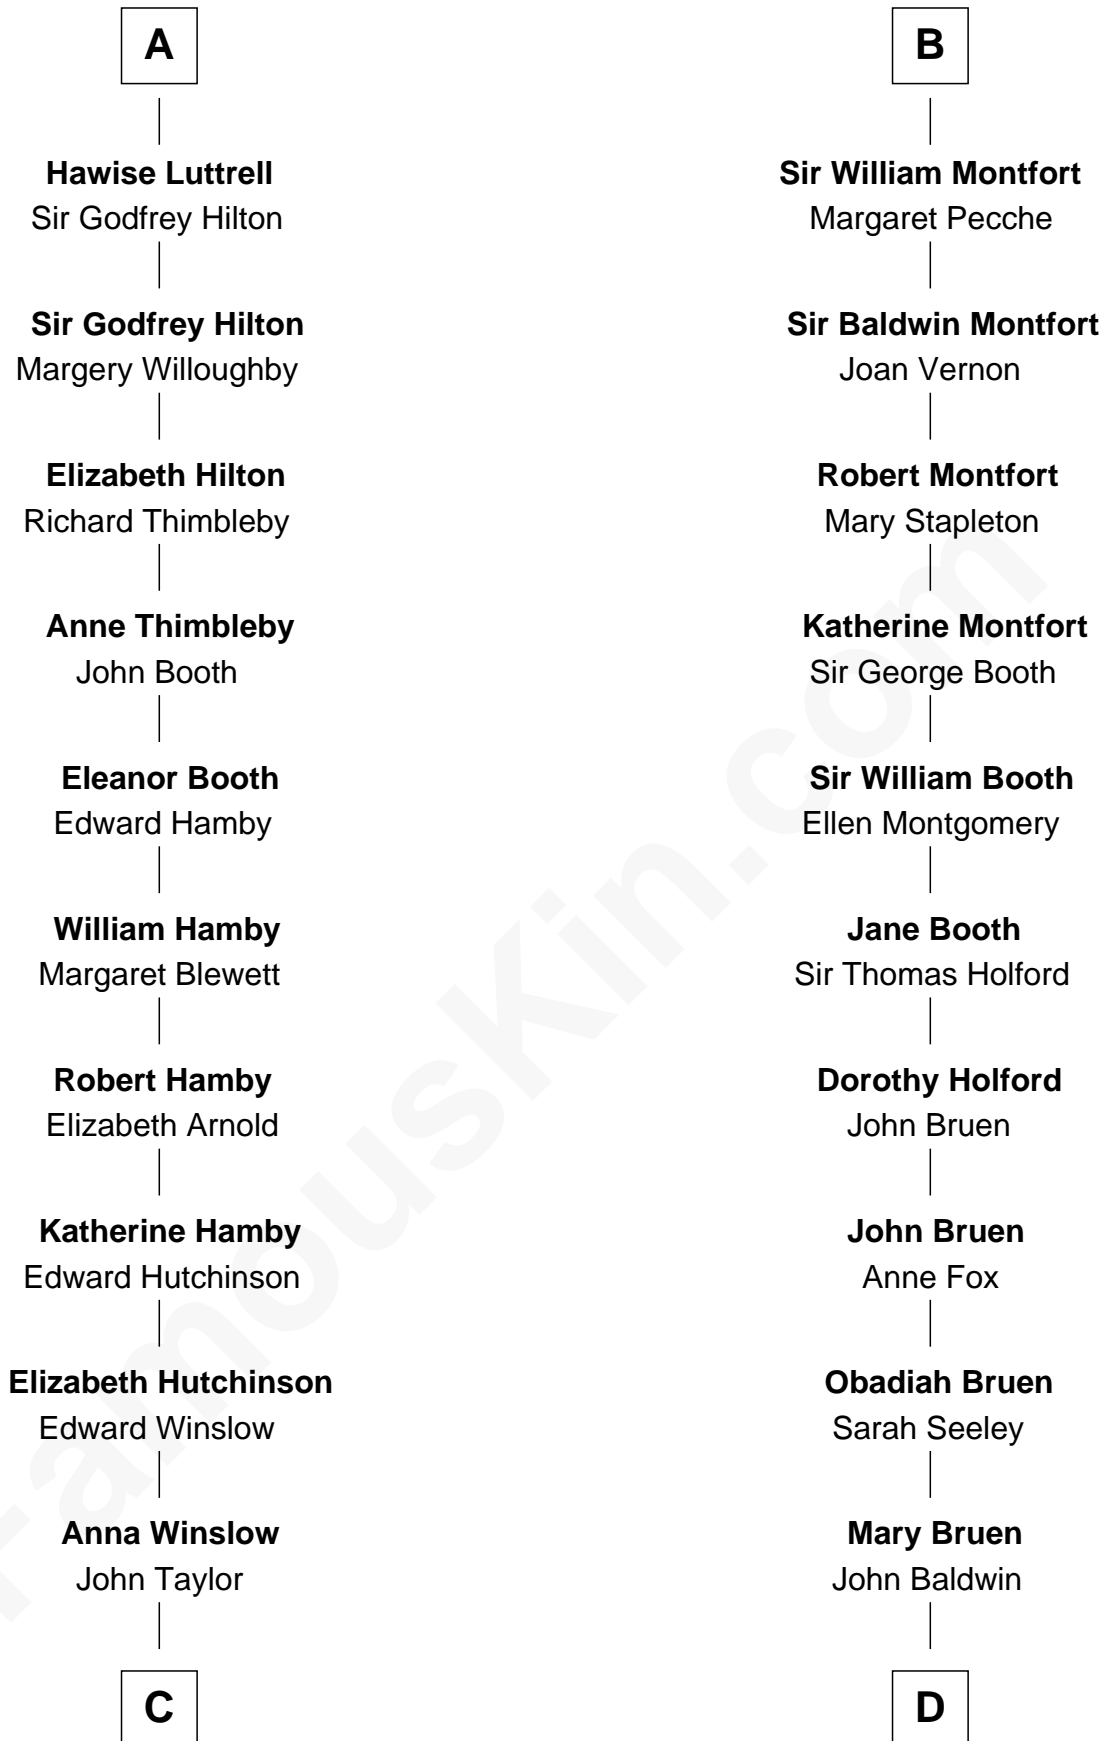 A
Hawise Luttrell
Sir Godfrey Hilton
Sir Godfrey Hilton
Margery Willoughby
Elizabeth Hilton
Richard Thimbleby
Anne Thimbleby
John Booth
Eleanor Booth
Edward Hamby
William Hamby
Margaret Blewett
Robert Hamby
Elizabeth Arnold
Katherine Hamby
Edward Hutchinson
Elizabeth Hutchinson
Edward Winslow
Anna Winslow
John Taylor
C
B
Sir William Montfort
Margaret Pecche
Sir Baldwin Montfort
Joan Vernon
Robert Montfort
Mary Stapleton
Katherine Montfort
Sir George Booth
Sir William Booth
Ellen Montgomery
Jane Booth
Sir Thomas Holford
Dorothy Holford
John Bruen
John Bruen
Anne Fox
Obadiah Bruen
Sarah Seeley
Mary Bruen
John Baldwin
D
FamousKin.com